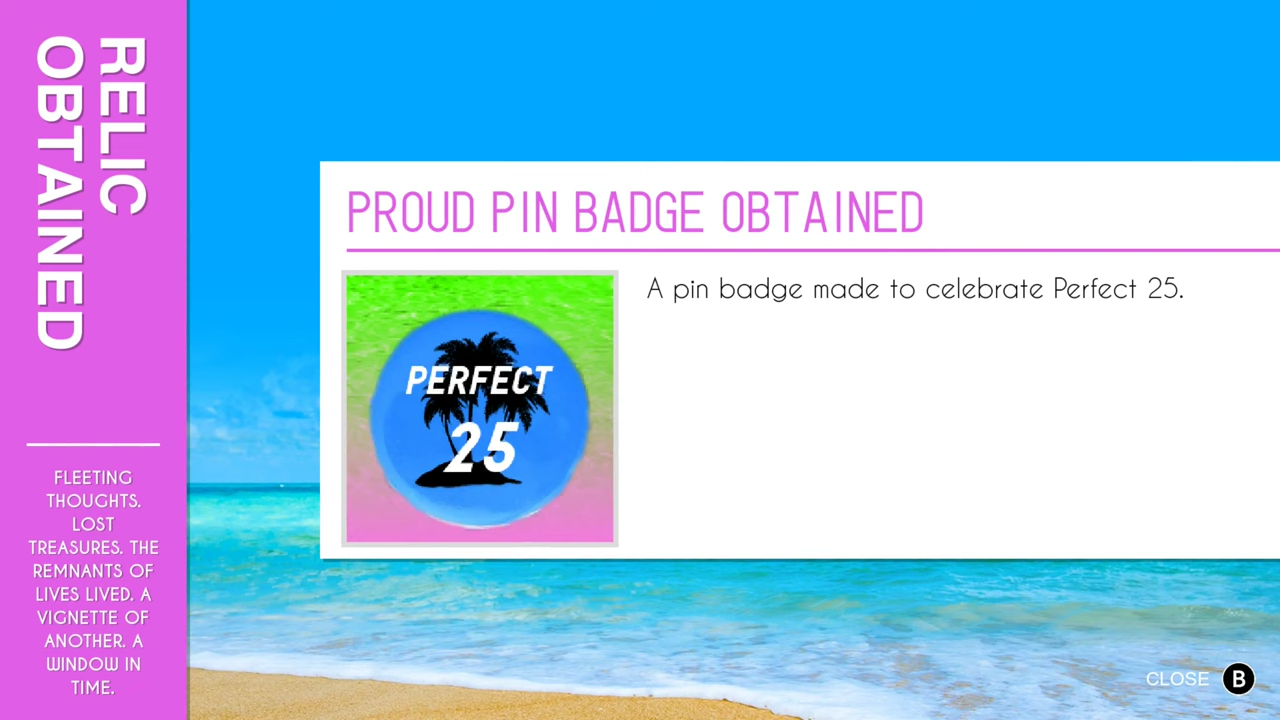 RELIC
OBTAINED
FLEETING
THOUGHTS.
LOST
TREASURES. THE
REMNANTS OF
LIVES LIVED. A
VIGNETTE OF
ANOTHER. A
WINDOW IN
TIME.
PROUD PIN BADGE OBTAINED
PERFECT
25
A pin badge made to celebrate Perfect 25.
CLOSE B